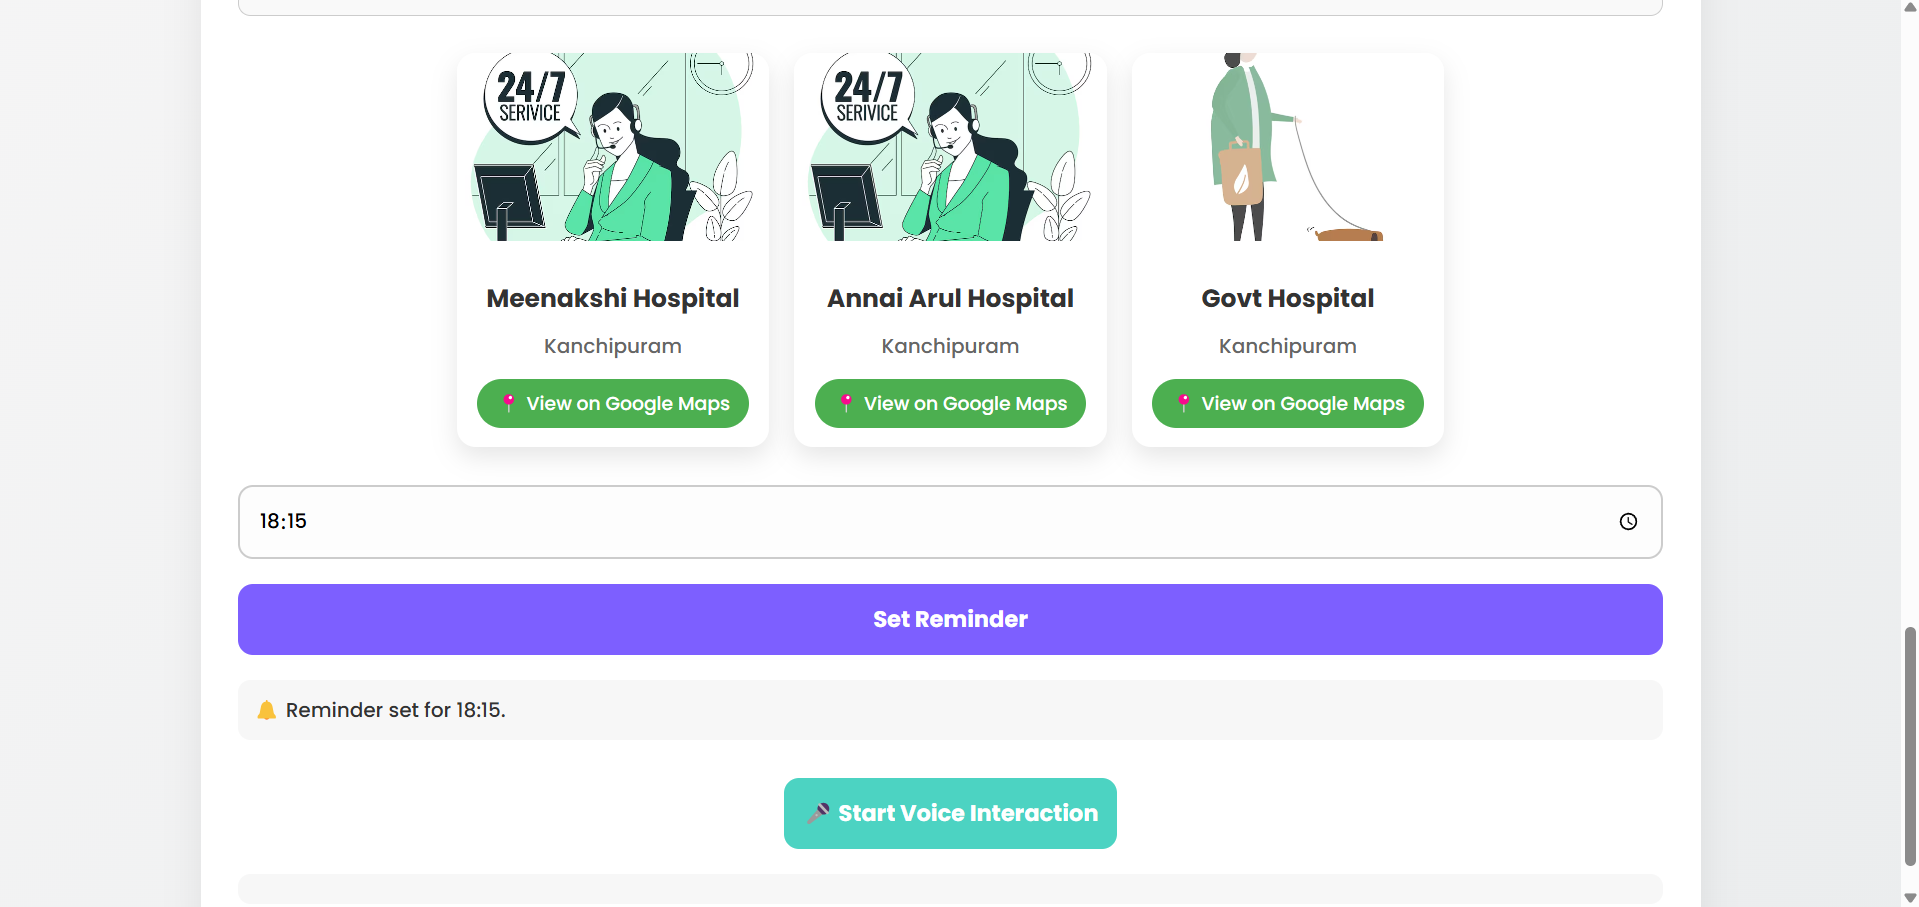 24/7
SERIVICE
24/7
SERIVICE
Meenakshi Hospital
Annai Arul Hospital
Govt Hospital
Kanchipuram
Kanchipuram
Kanchipuram
📍 View on Google Maps
📍 View on Google Maps
📍 View on Google Maps
18:15
Set Reminder
🔔 Reminder set for 18:15.
🎤 Start Voice Interaction